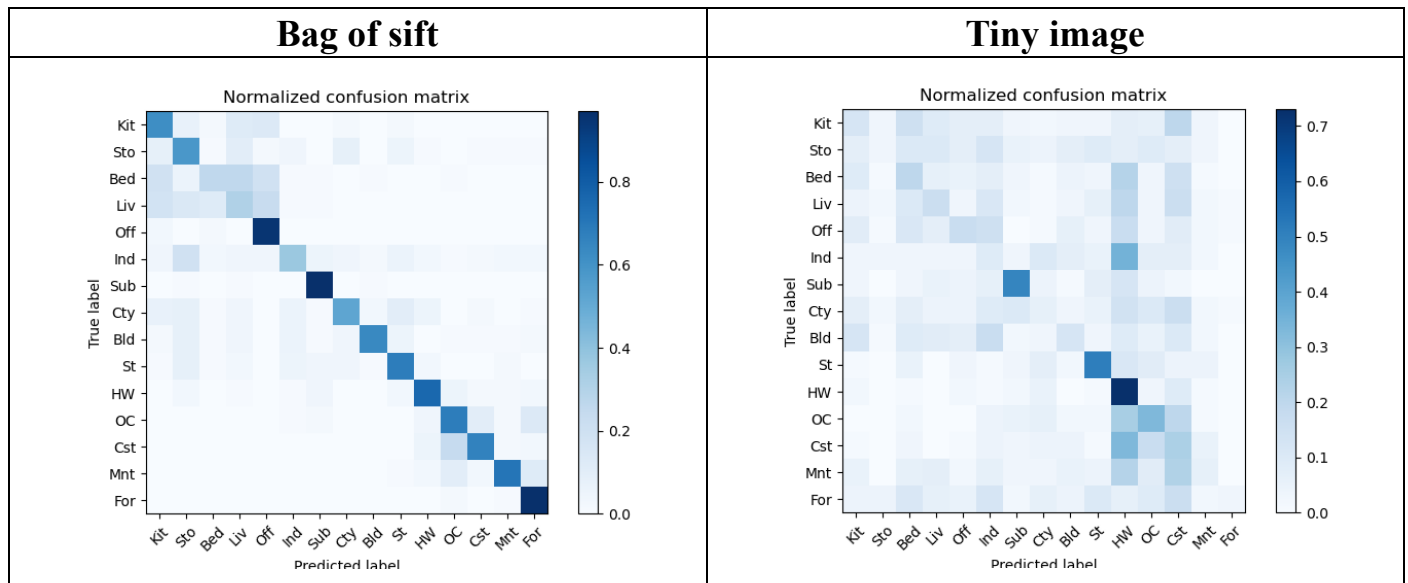 Bag of sift
Tiny image
Normalized confusion matrix
Kit
Sto
Bed
Liv
Off
Ind
Sub
Cty
Bld
St
HW
OC
Cst
Mnt
For
True label
Kit Sto Bed Liv Off Ind Sub Cty Bld St HW OC Cst Mnt For
Predicted label
0.8
0.6
0.4
0.2
0.0
Normalized confusion matrix
Kit
Sto
Bed
Liv
Off
Ind
Sub
Cty
Bld
St
HW
OC
Cst
Mnt
For
True label
Kit Sto Bed Liv Off Ind Sub Cty Bld St HW OC Cst Mnt For
Predicted label
0.7
0.6
0.5
0.4
0.3
0.2
0.1
0.0